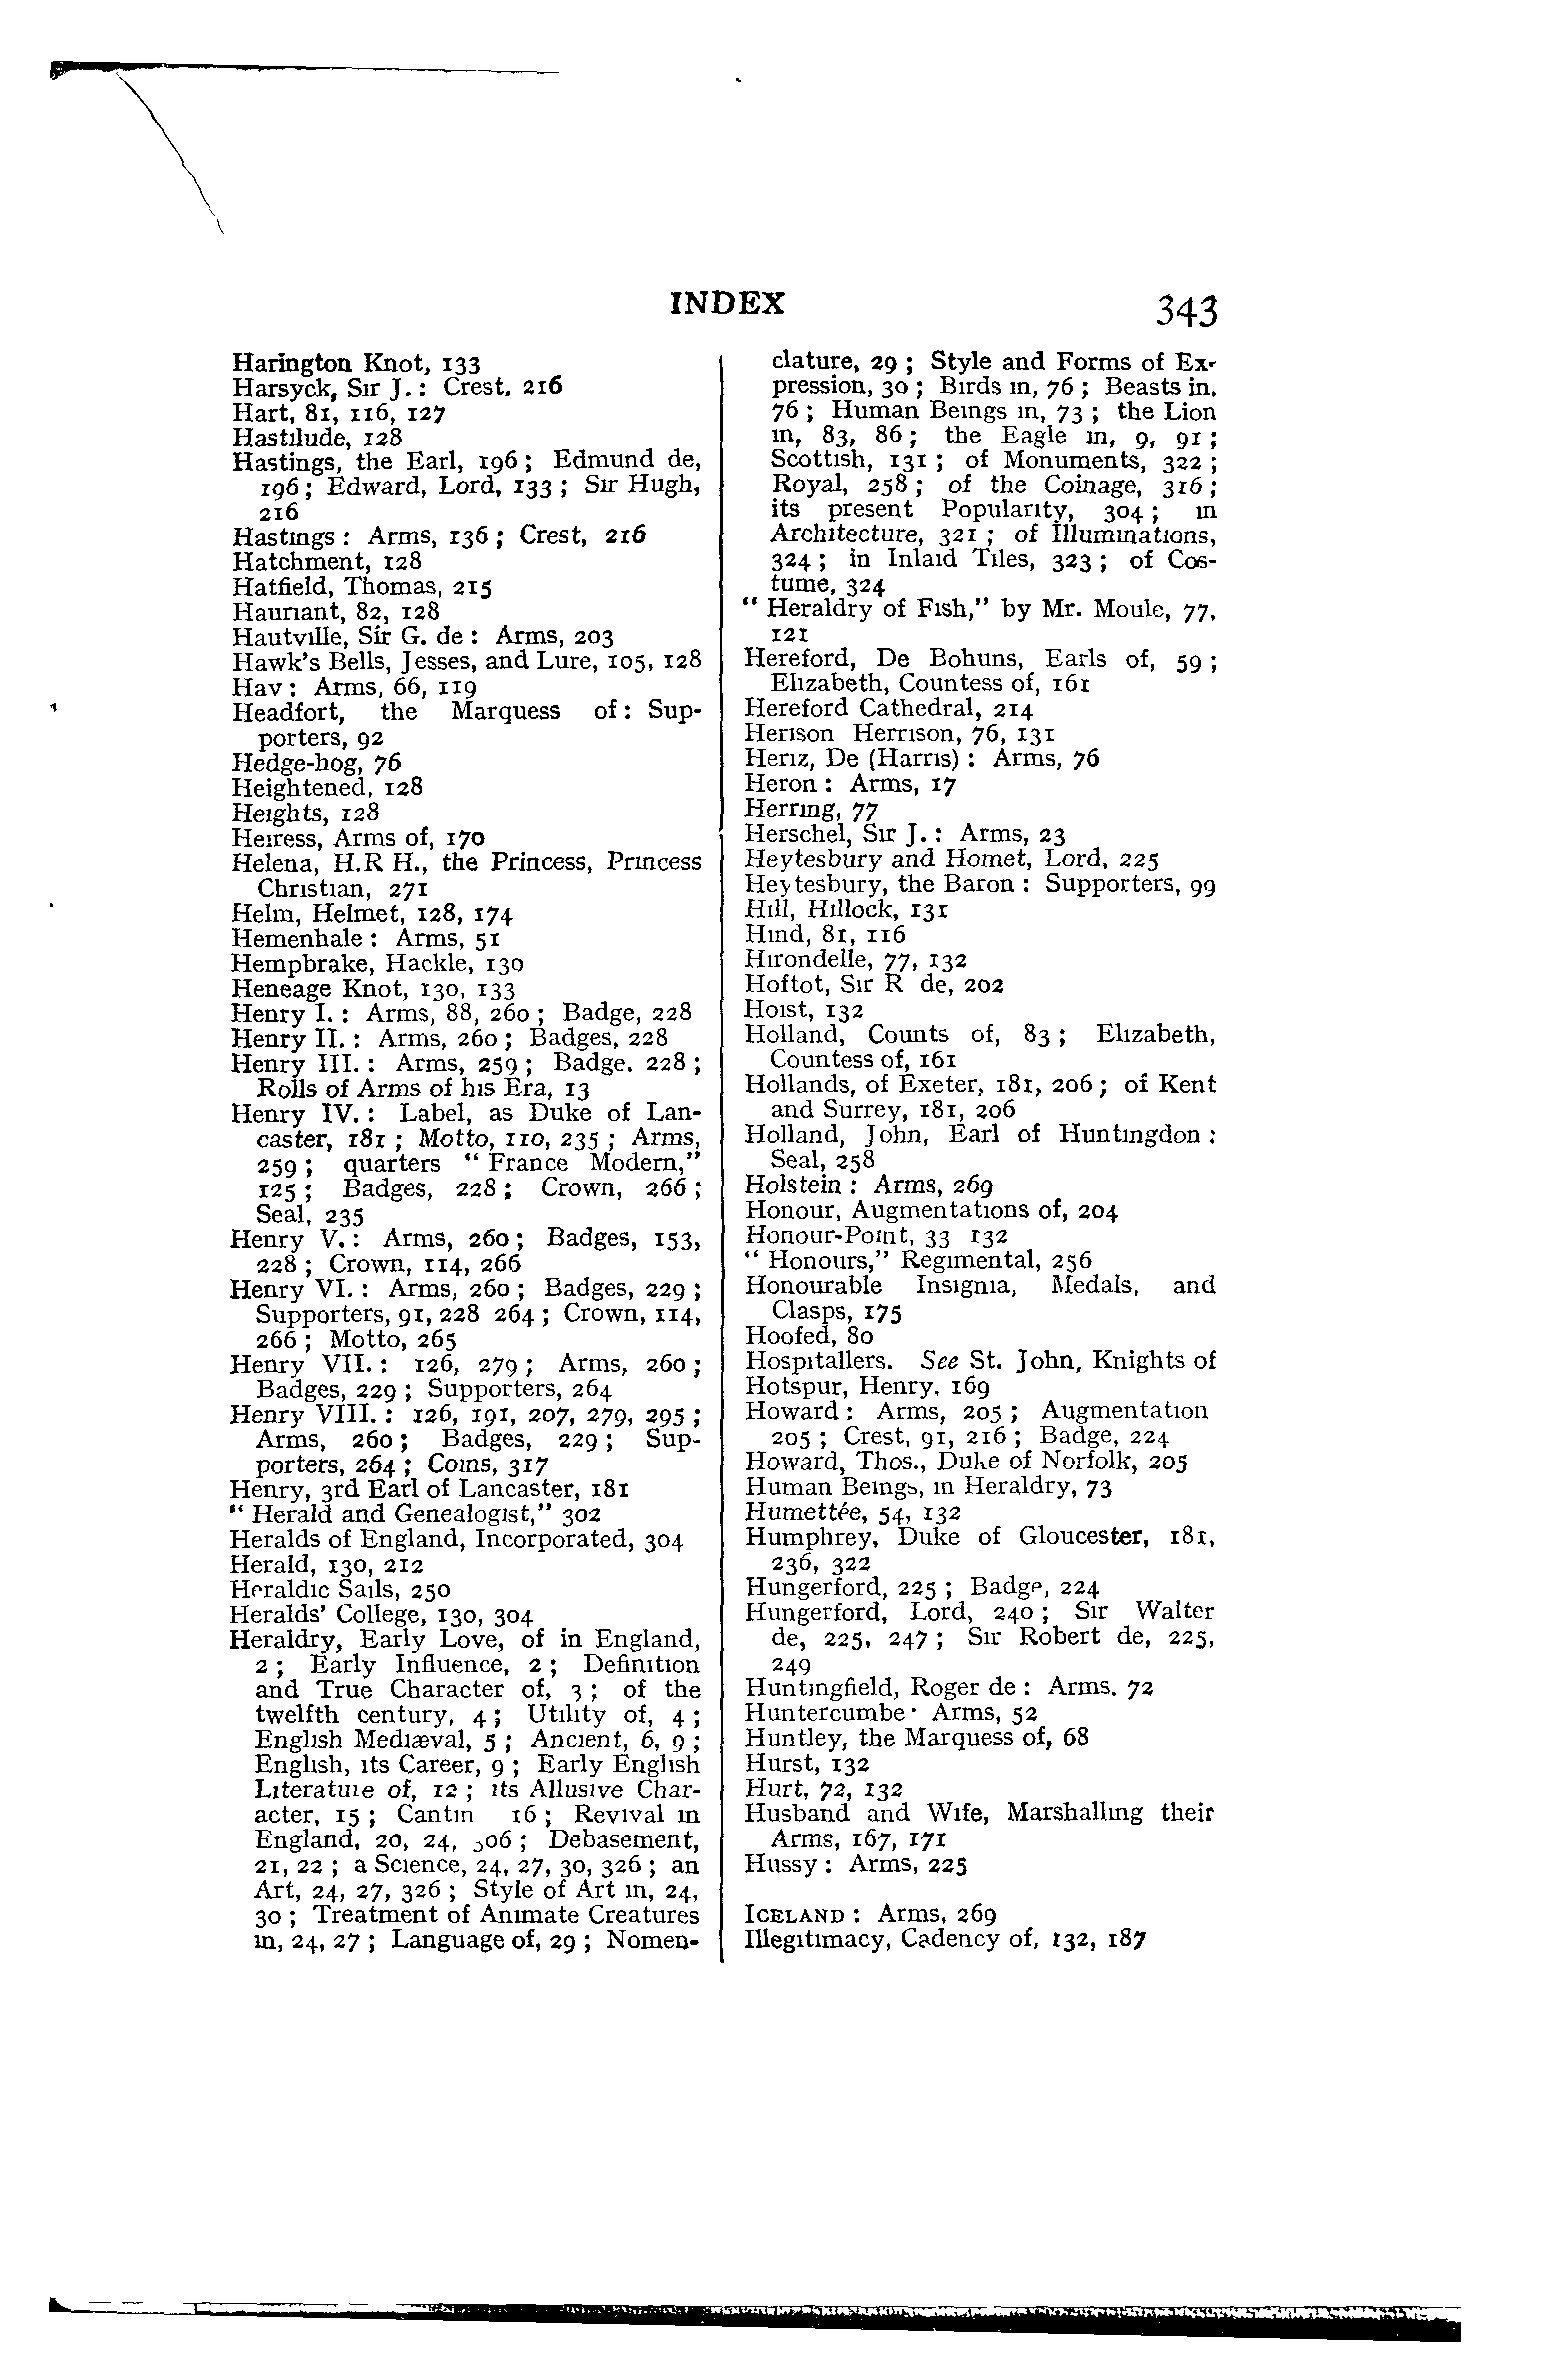 INDEX 343
Harington Knot, 133
Harsyck, Sir J. : Crest, 216
Hart, 81, 116, 127
Hastilude, 128
Hastings, the Earl, 196 ; Edmund de,
196 ; Edward, Lord, 133 ; Sir Hugh,
216
Hastings : Arms, 136 ; Crest, 216
Hatchment, 128
Hatfield, Thomas, 215
Hauriant, 82, 128
Hautville, Sir G. de : Arms, 203
Hawk's Bells, Jesses, and Lure, 105, 128
Hay : Arms, 66, 119
Headfort, the Marquess of : Sup-
porters, 92
Hedge-hog, 76
Heightened, 128
Heights, 128
Heiress, Arms of, 170
Helena, H.R H., the Princess, Princess
Christian, 271
Helm, Helmet, 128, 174
Hemenhale : Arms, 51
Hempbrake, Hackle, 130
Heneage Knot, 130, 133
Henry I. : Arms, 88, 260 ; Badge, 228
Henry II. : Arms, 260 ; Badges, 228
Henry III. : Arms, 259 ; Badge, 228 ;
Rolls of Arms of his Era, 13
Henry IV. : Label, as Duke of Lan-
caster, 181 ; Motto, 110, 235 ; Arms,
259 ; quarters “ France Modern,”
125 ; Badges, 228 ; Crown, 266 ;
Seal, 235
Henry V. : Arms, 260 ; Badges, 153,
228 ; Crown, 114, 266
Henry VI. : Arms, 260 ; Badges, 229 ;
Supporters, 91, 228 264 ; Crown, 114,
266 ; Motto, 265
Henry VII. : 126, 279 ; Arms, 260 ;
Badges, 229 ; Supporters, 264
Henry VIII. : 126, 191, 207, 279, 295 ;
Arms, 260 ; Badges, 229 ; Sup-
porters, 264 ; Coins, 317
Henry, 3rd Earl of Lancaster, 181
“ Herald and Genealogist,” 302
Heralds of England, Incorporated, 304
Herald, 130, 212
Heraldic Sails, 250
Heralds' College, 130, 304
Heraldry, Early Love, of in England,
2 ; Early Influence, 2 ; Definition
and True Character of, 3 ; of the
twelfth century, 4 ; Utility of, 4 ;
English Mediæval, 5 ; Ancient, 6, 9 ;
English, its Career, 9 ; Early English
Literature of, 12 ; its Allusive Char-
acter, 15 ; Cantin 16 ; Revival in
England, 20, 24, 306 ; Debasement,
21, 22 ; a Science, 24, 27, 30, 326 ; an
Art, 24, 27, 326 ; Style of Art in, 24,
30 ; Treatment of Animate Creatures
in, 24, 27 ; Language of, 29 ; Nomen-
clature, 29 ; Style and Forms of Ex-
pression, 30 ; Birds in, 76 ; Beasts in,
76 ; Human Beings in, 73 ; the Lion
in, 83, 86 ; the Eagle in, 9, 91 ;
Scottish, 131 ; of Monuments, 322 ;
Royal, 258 ; of the Coinage, 316 ;
its present Popularity, 304 ; in
Architecture, 321 ; of Illuminations,
324 ; in Inlaid Tiles, 323 ; of Cos-
tume, 324
“ Heraldry of Fish,” by Mr. Moule, 77,
121
Hereford, De Bohuns, Earls of, 59 ;
Elizabeth, Countess of, 161
Hereford Cathedral, 214
Herison Herrison, 76, 131
Heriz, De (Harris) : Arms, 76
Heron : Arms, 17
Herring, 77
Herschel, Sir J. : Arms, 23
Heytesbury and Homet, Lord, 225
Heytesbury, the Baron : Supporters, 99
Hill, Hillock, 131
Hind, 81, 116
Hirondelle, 77, 132
Hoftot, Sir R de, 202
Hoist, 132
Holland, Counts of, 83 ; Elizabeth,
Countess of, 161
Hollands, of Exeter, 181, 206 ; of Kent
and Surrey, 181, 206
Holland, John, Earl of Huntingdon :
Seal, 258
Holstein : Arms, 269
Honour, Augmentations of, 204
Honour-Point, 33 132
“ Honours,” Regimental, 256
Honourable Insignia, Medals, and
Clasps, 175
Hoofed, 80
Hospitallers. See St. John, Knights of
Hotspur, Henry, 169
Howard : Arms, 205 ; Augmentation
205 ; Crest, 91, 216 ; Badge, 224
Howard, Thos., Duke of Norfolk, 205
Human Beings, in Heraldry, 73
Humettée, 54, 132
Humphrey, Duke of Gloucester, 181,
236, 322
Hungerford, 225 ; Badge, 224
Hungerford, Lord, 240 ; Sir Walter
de, 225, 247 ; Sir Robert de, 225,
249
Huntingfield, Roger de : Arms, 72
Huntercumbe · Arms, 52
Huntley, the Marquess of, 68
Hurst, 132
Hurt, 72, 132
Husband and Wife, Marshalling their
Arms, 167, 171
Hussy : Arms, 225
ICELAND : Arms, 269
Illegitimacy, Cadency of, 132, 187